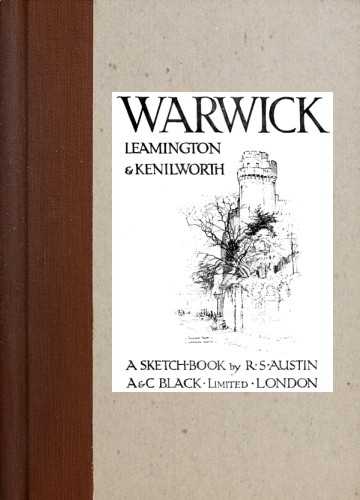 WARWICK
LEAMINGTON
& KENILWORTH
A SKETCH-BOOK by R·S·AUSTIN
A&C BLACK·LIMITED·LONDON